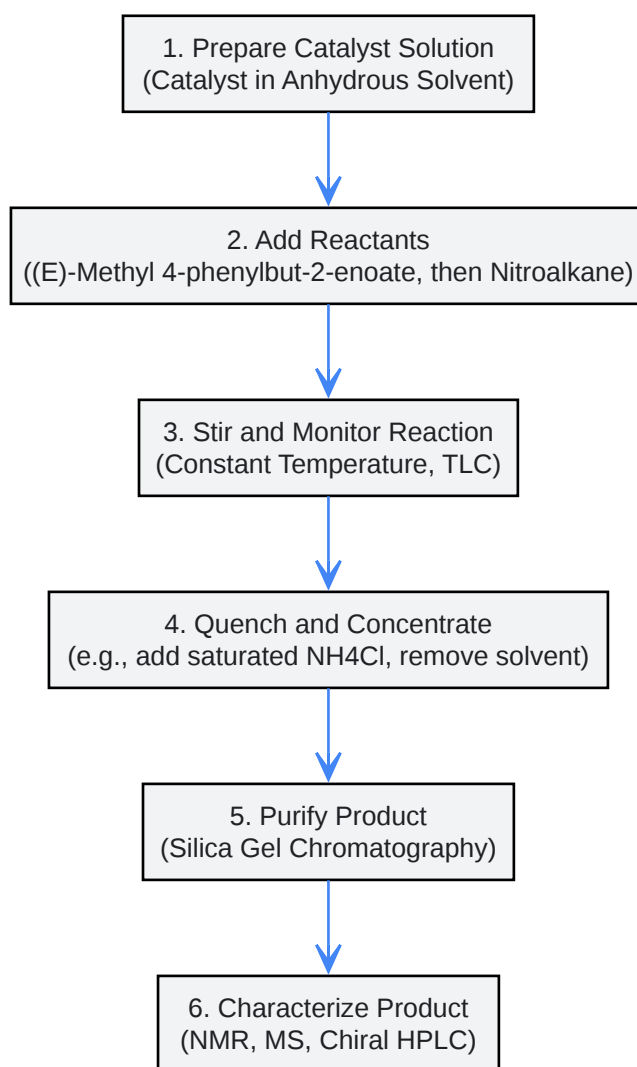 1. Prepare Catalyst Solution
(Catalyst in Anhydrous Solvent)
2. Add Reactants
((E)-Methyl 4-phenylbut-2-enoate, then Nitroalkane)
3. Stir and Monitor Reaction
(Constant Temperature, TLC)
4. Quench and Concentrate
(e.g., add saturated NH4Cl, remove solvent)
5. Purify Product
(Silica Gel Chromatography)
6. Characterize Product
(NMR, MS, Chiral HPLC)